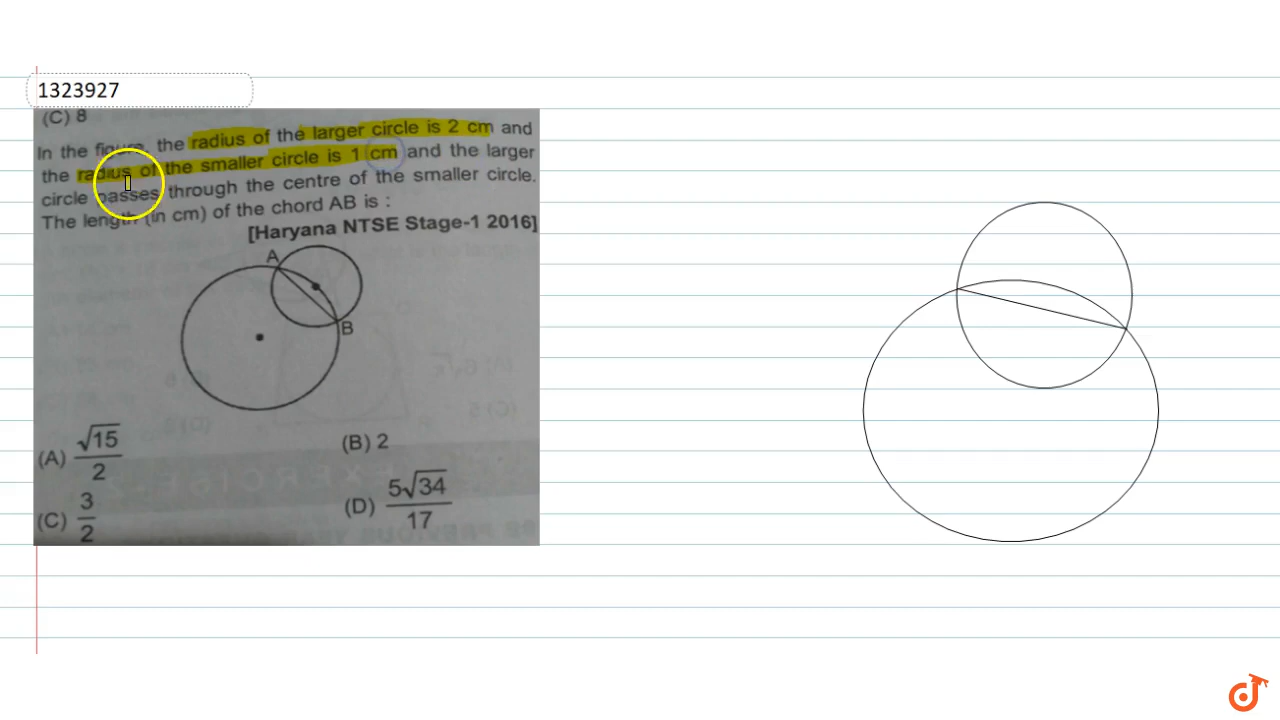 1323927
(C) 8
In the figure, the radius of the larger circle is 2 cm and
the radius of the smaller circle is 1 cm and the larger
circle passes through the centre of the smaller circle.
The length (in cm) of the chord AB is :
[Haryana NTSE Stage-1 2016]
A
B
(A) √15/2
(B) 2
(C) 3/2
(D) 5√34/17